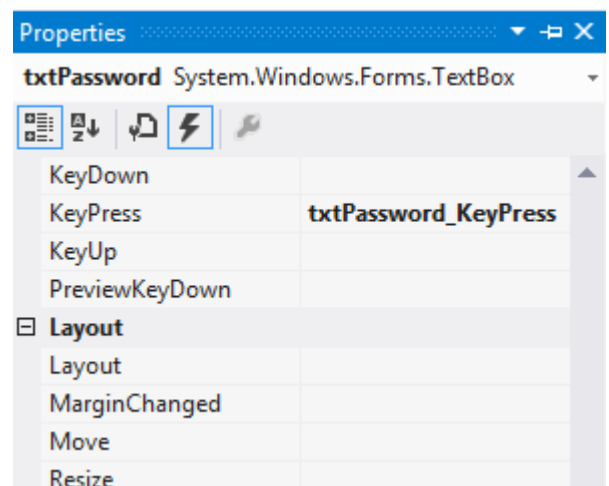 Properties
txtPassword System.Windows.Forms.TextBox
KeyDown
KeyPress txtPassword_KeyPress
KeyUp
PreviewKeyDown
Layout
Layout
MarginChanged
Move
Resize